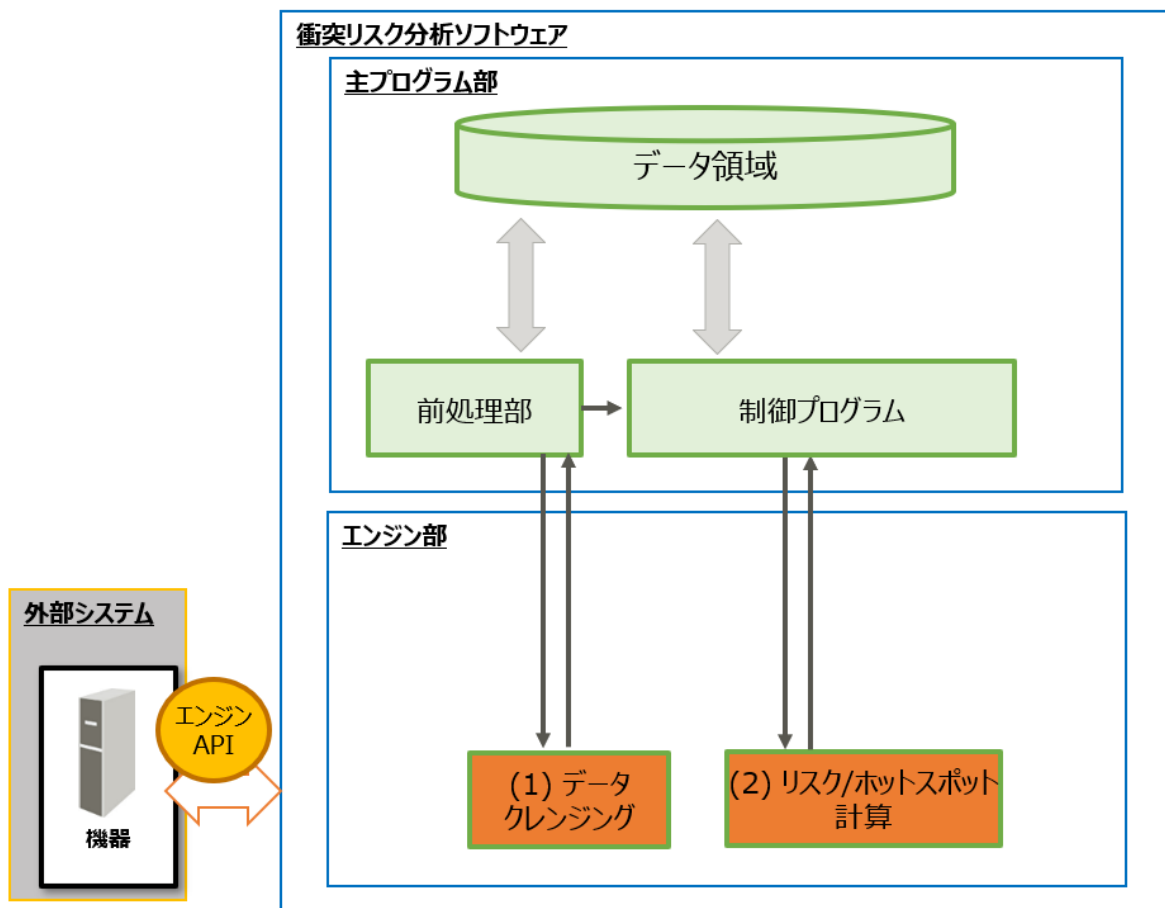 衝突リスク分析ソフトウェア
主プログラム部
データ領域
前処理部
制御プログラム
エンジン部
外部システム
エンジン
API
機器
(1) データ
クレンジング
(2) リスク/ホットスポット
計算